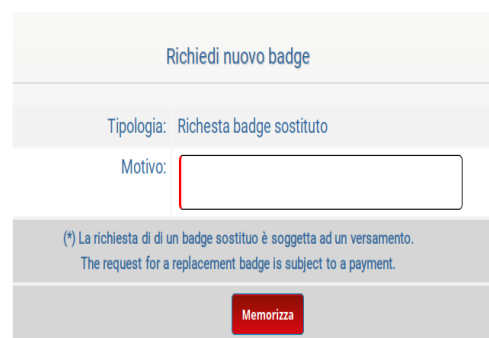 Richiedi nuovo badge
Tipologia: Richesta badge sostituto
Motivo:
(*) La richiesta di di un badge sostituo è soggetta ad un versamento.
The request for a replacement badge is subject to a payment.
Memorizza